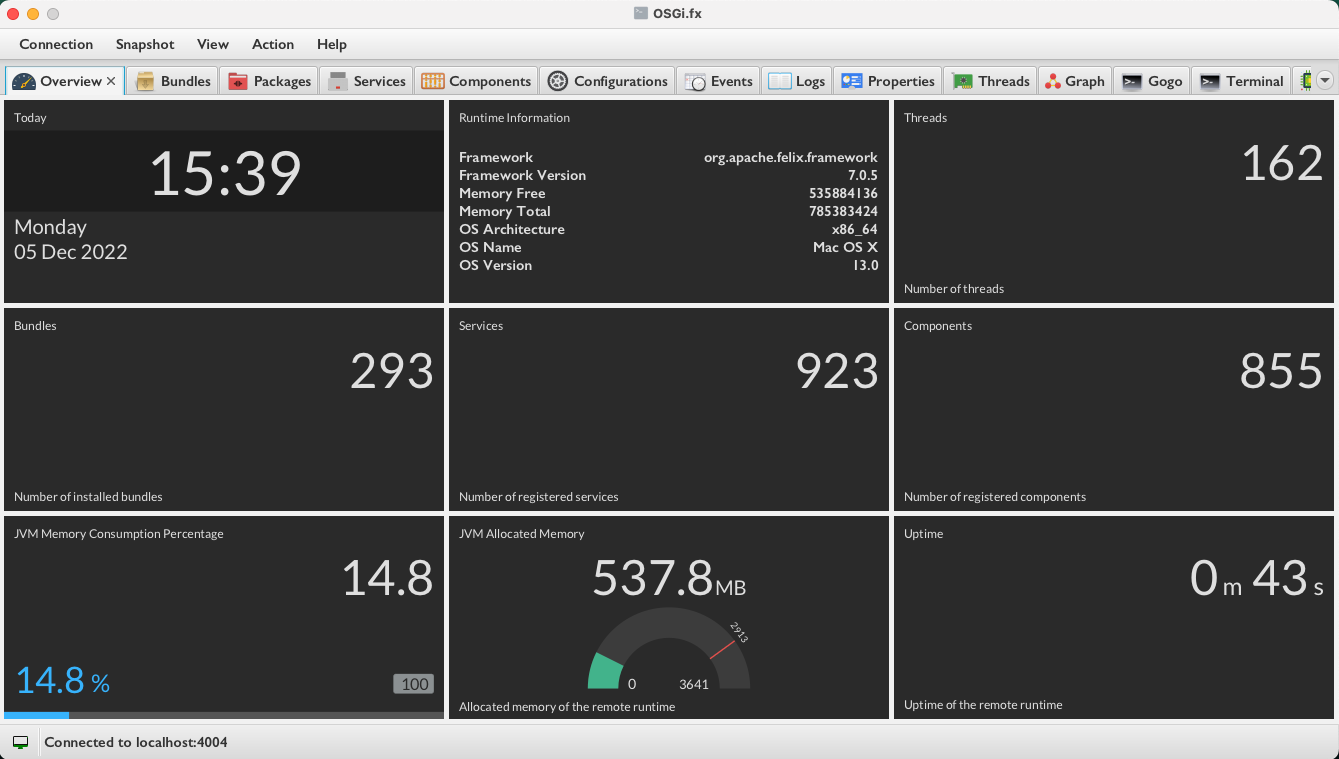 OSGi.fx
Connection Snapshot View Action Help
Overview Bundles Packages Services Components Configurations Events Logs Properties Threads Graph Gogo Terminal
Today
15:39
Monday
05 Dec 2022
Runtime Information
Framework org.apache.felix.framework
Framework Version 7.0.5
Memory Free 535884136
Memory Total 785383424
OS Architecture x86_64
OS Name Mac OS X
OS Version 13.0
Threads
162
Number of threads
Bundles
293
Number of installed bundles
Services
923
Number of registered services
Components
855
Number of registered components
JVM Memory Consumption Percentage
14.8
14.8 %
100
JVM Allocated Memory
537.8 MB
2913
0 3641
Allocated memory of the remote runtime
Uptime
0 m 43 s
Uptime of the remote runtime
Connected to localhost:4004